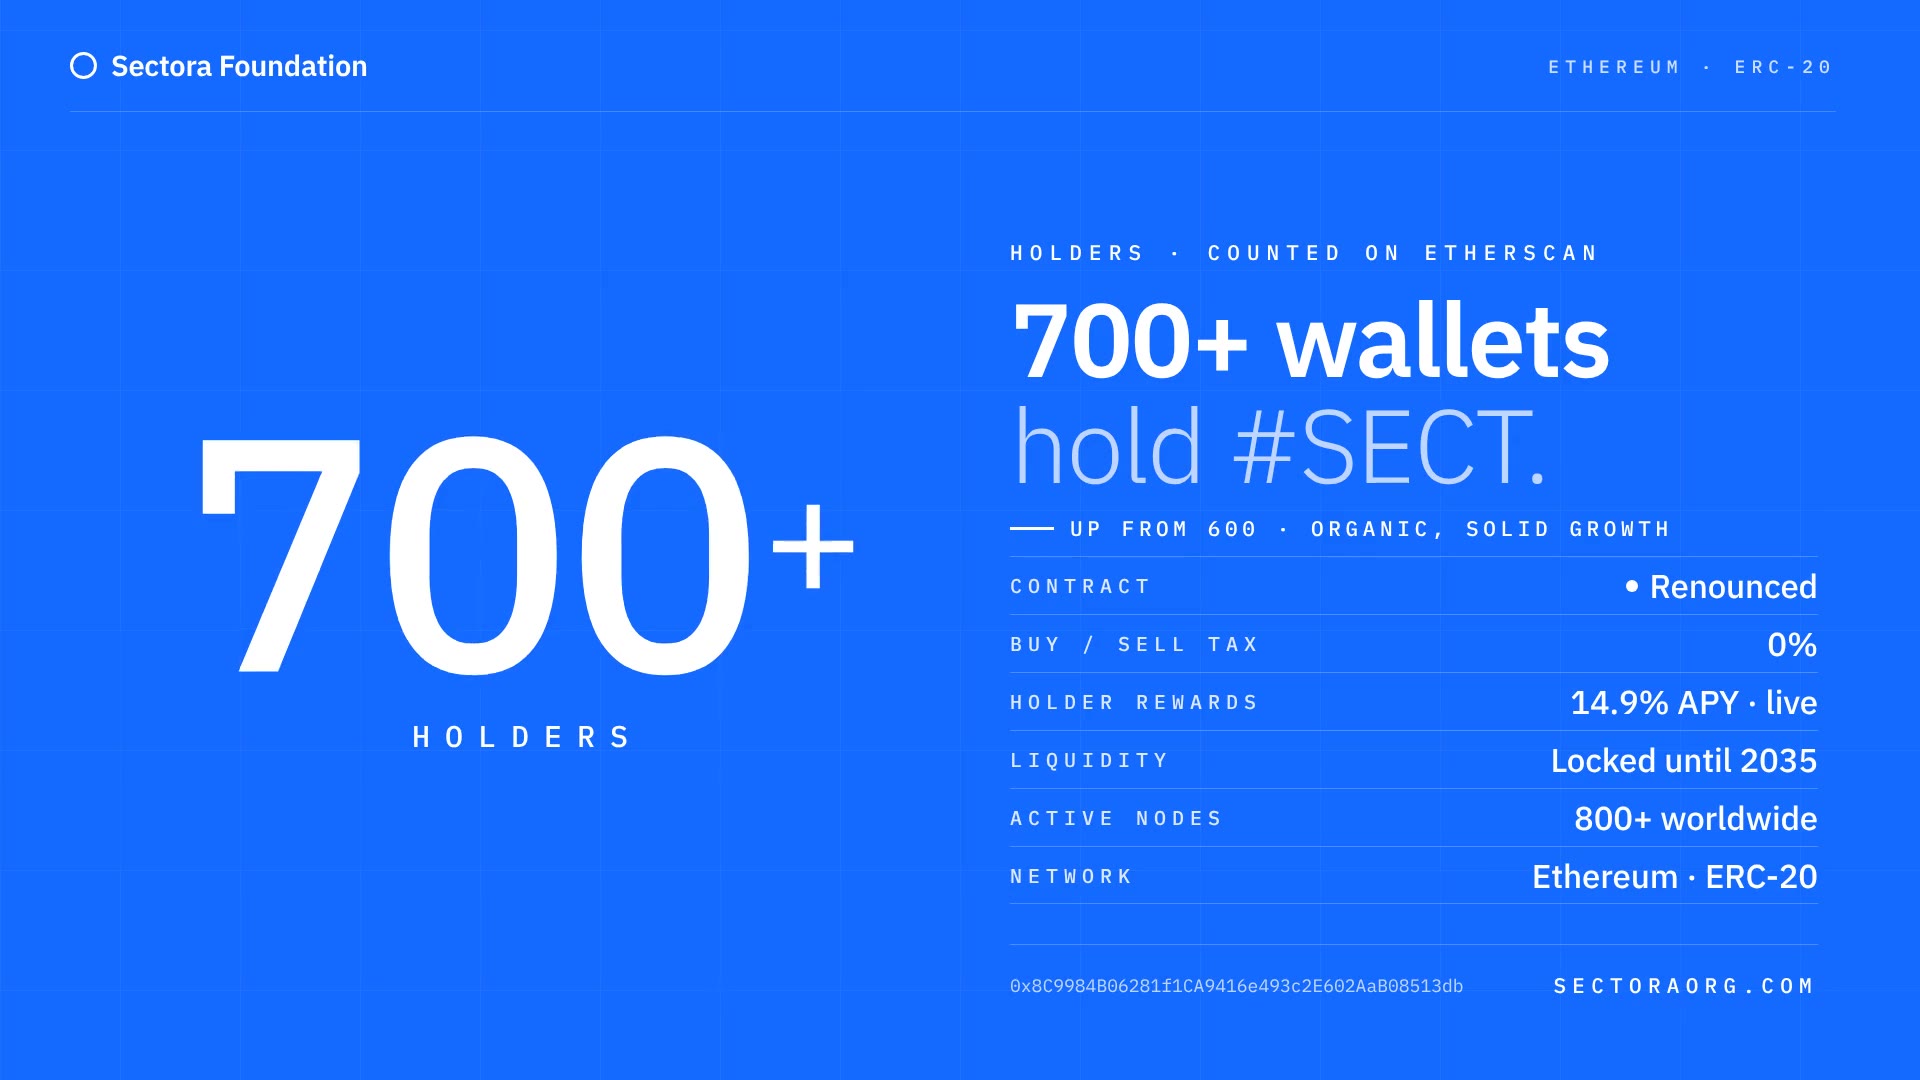 Sectora Foundation
ETHEREUM · ERC-20
700+
HOLDERS
HOLDERS · COUNTED ON ETHERSCAN
700+ wallets
hold #SECT.
UP FROM 600 · ORGANIC, SOLID GROWTH
CONTRACT • Renounced
BUY / SELL TAX 0%
HOLDER REWARDS 14.9% APY · live
LIQUIDITY Locked until 2035
ACTIVE NODES 800+ worldwide
NETWORK Ethereum · ERC-20
0x8C9984B06281f1CA9416e493c2E602AaB08513db SECTORAORG.COM